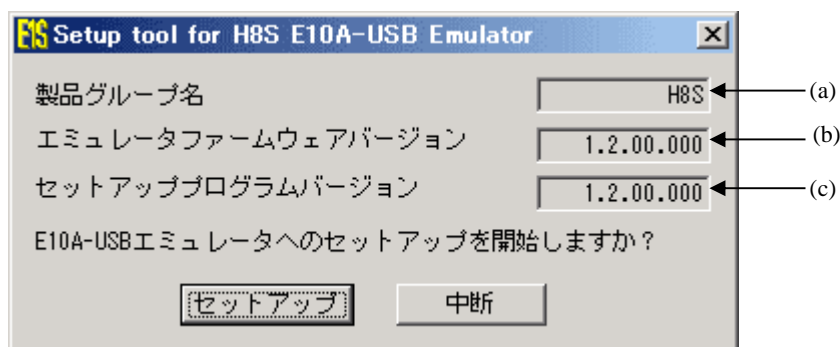 E1S Setup tool for H8S E10A-USB Emulator
製品グループ名 H8S (a)
エミュレータファームウェアバージョン 1.2.00.000 (b)
セットアッププログラムバージョン 1.2.00.000 (c)
E10A-USBエミュレータへのセットアップを開始しますか?
セットアップ 中断